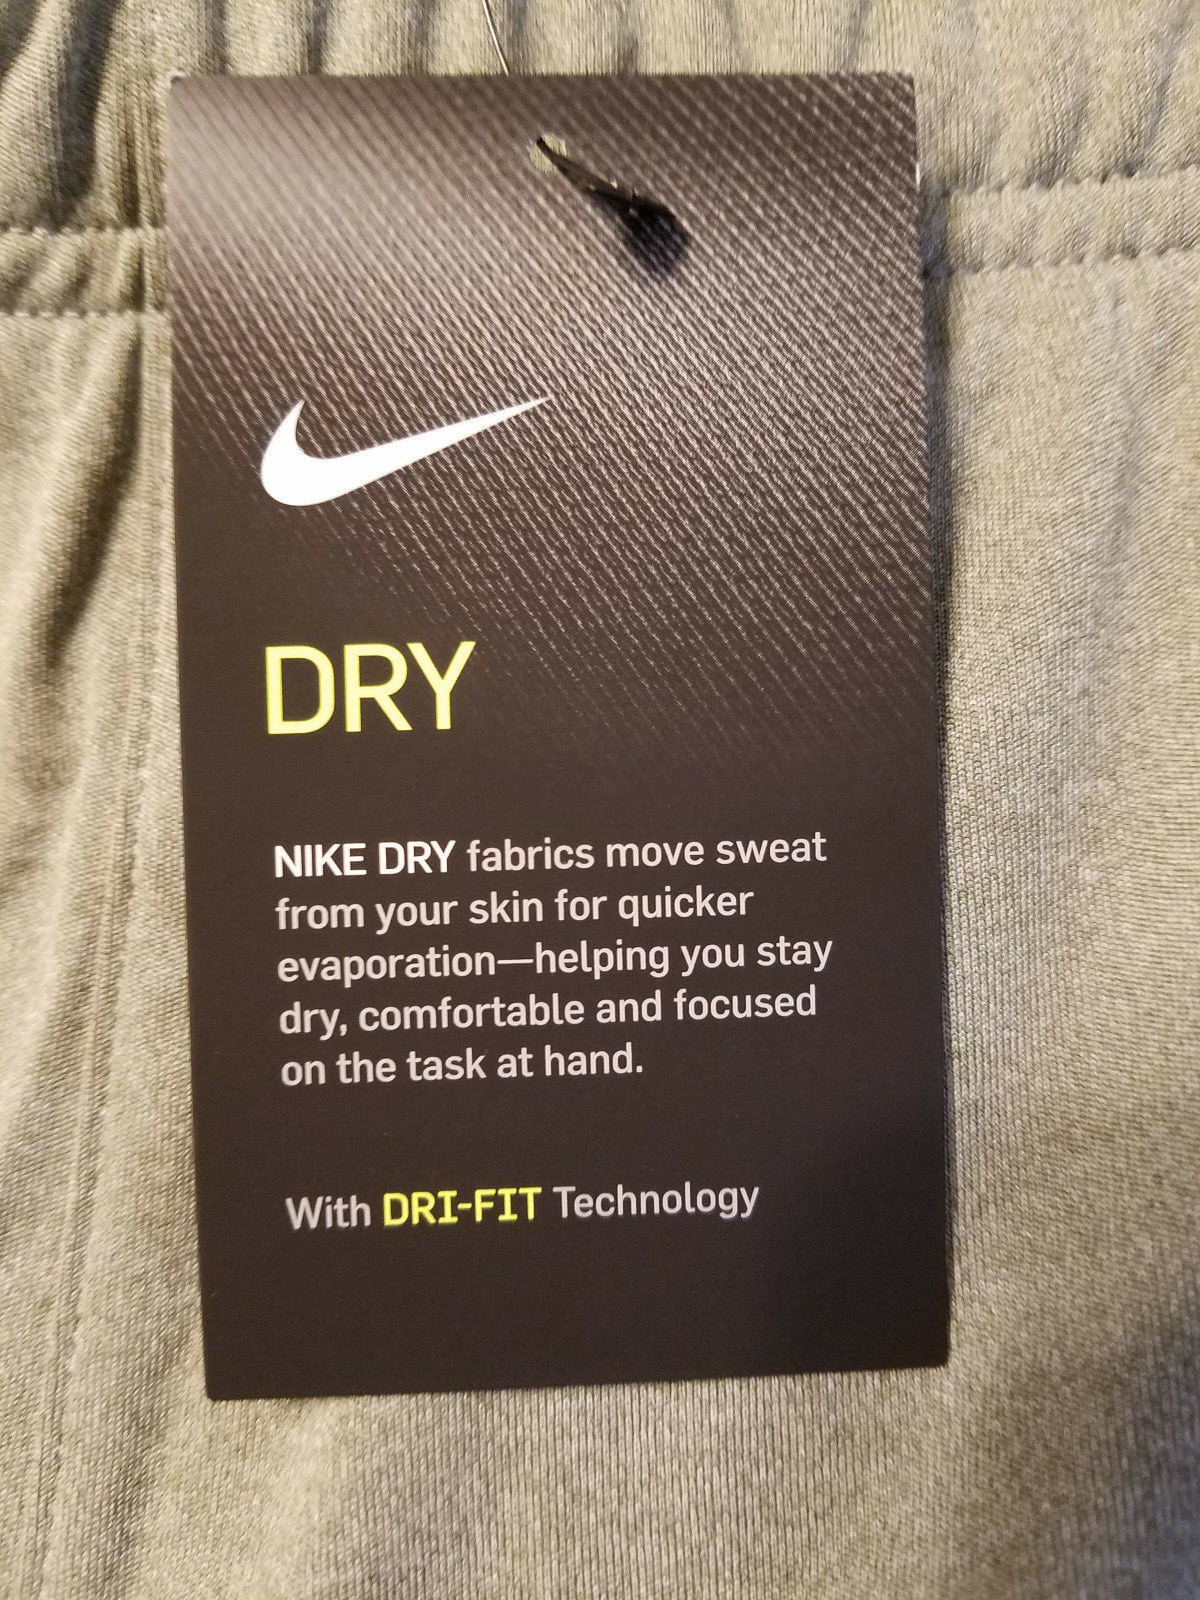 DRY
NIKE DRY fabrics move sweat
from your skin for quicker
evaporation—helping you stay
dry, comfortable and focused
on the task at hand.
With DRI-FIT Technology